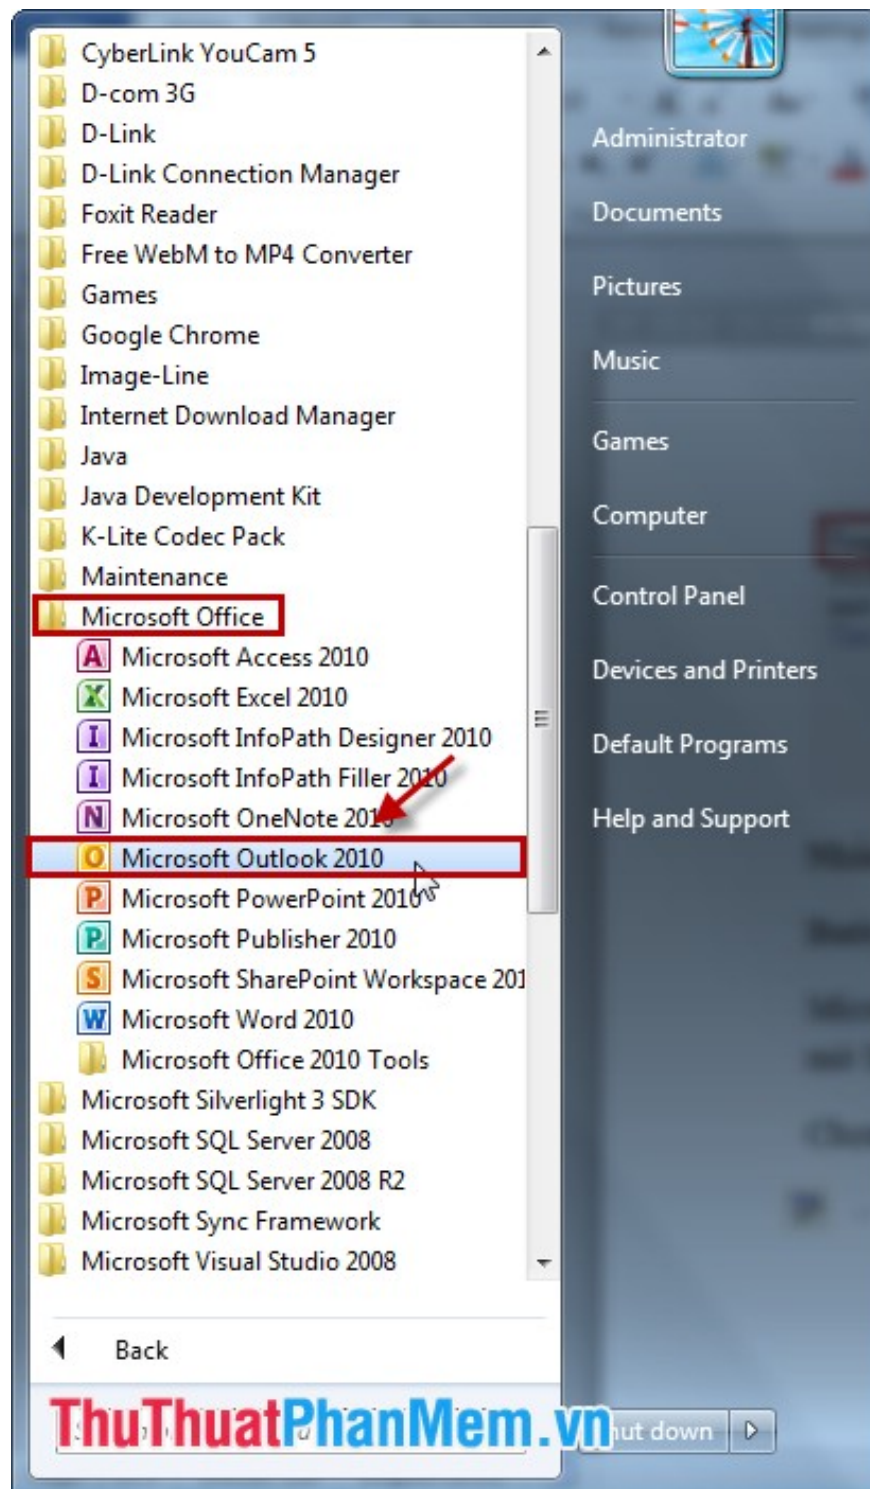 CyberLink YouCam 5
D-com 3G
D-Link
D-Link Connection Manager
Foxit Reader
Free WebM to MP4 Converter
Games
Google Chrome
Image-Line
Internet Download Manager
Java
Java Development Kit
K-Lite Codec Pack
Maintenance
Microsoft Office
Microsoft Access 2010
Microsoft Excel 2010
Microsoft InfoPath Designer 2010
Microsoft InfoPath Filler 2010
Microsoft OneNote 2010
Microsoft Outlook 2010
Microsoft PowerPoint 2010
Microsoft Publisher 2010
Microsoft SharePoint Workspace 201
Microsoft Word 2010
Microsoft Office 2010 Tools
Microsoft Silverlight 3 SDK
Microsoft SQL Server 2008
Microsoft SQL Server 2008 R2
Microsoft Sync Framework
Microsoft Visual Studio 2008
Back
ThuThuatPhanMem.vn
Administrator
Documents
Pictures
Music
Games
Computer
Control Panel
Devices and Printers
Default Programs
Help and Support
hut down